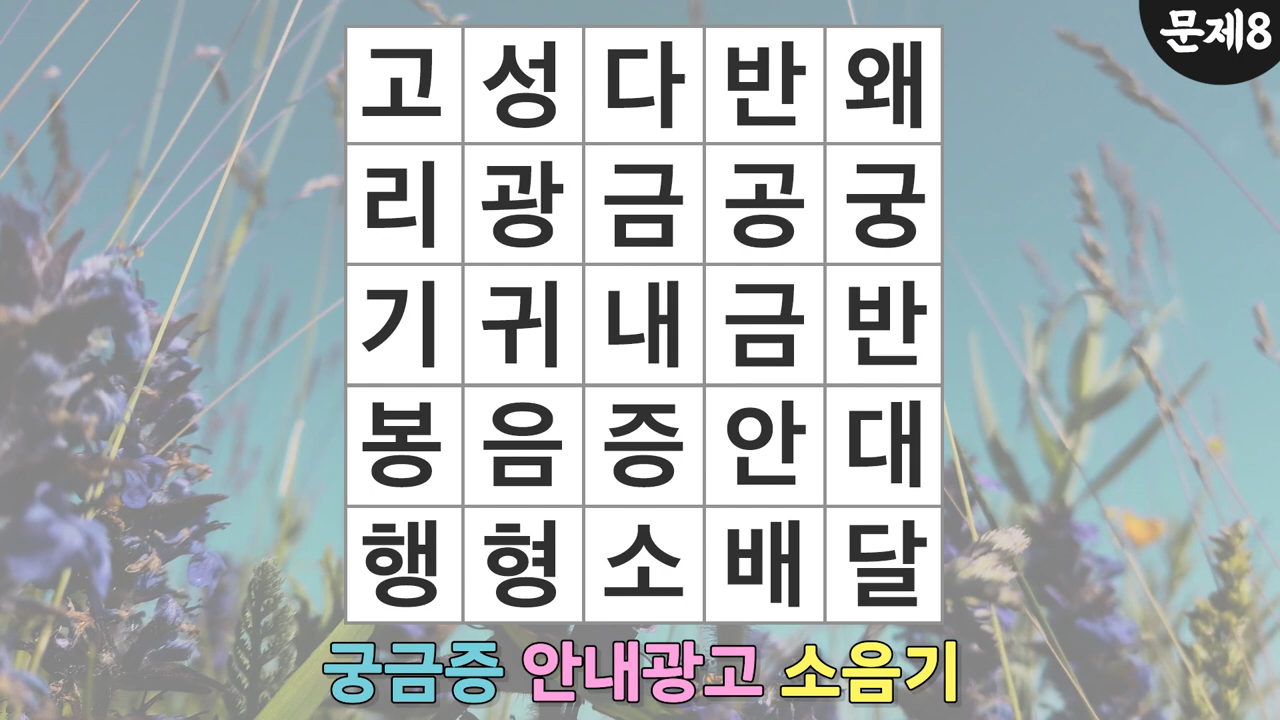 문제8
고 성 다 반 왜
리 광 금 공 궁
기 귀 내 금 반
봉 음 증 안 대
행 형 소 배 달
궁금증 안내광고 소음기